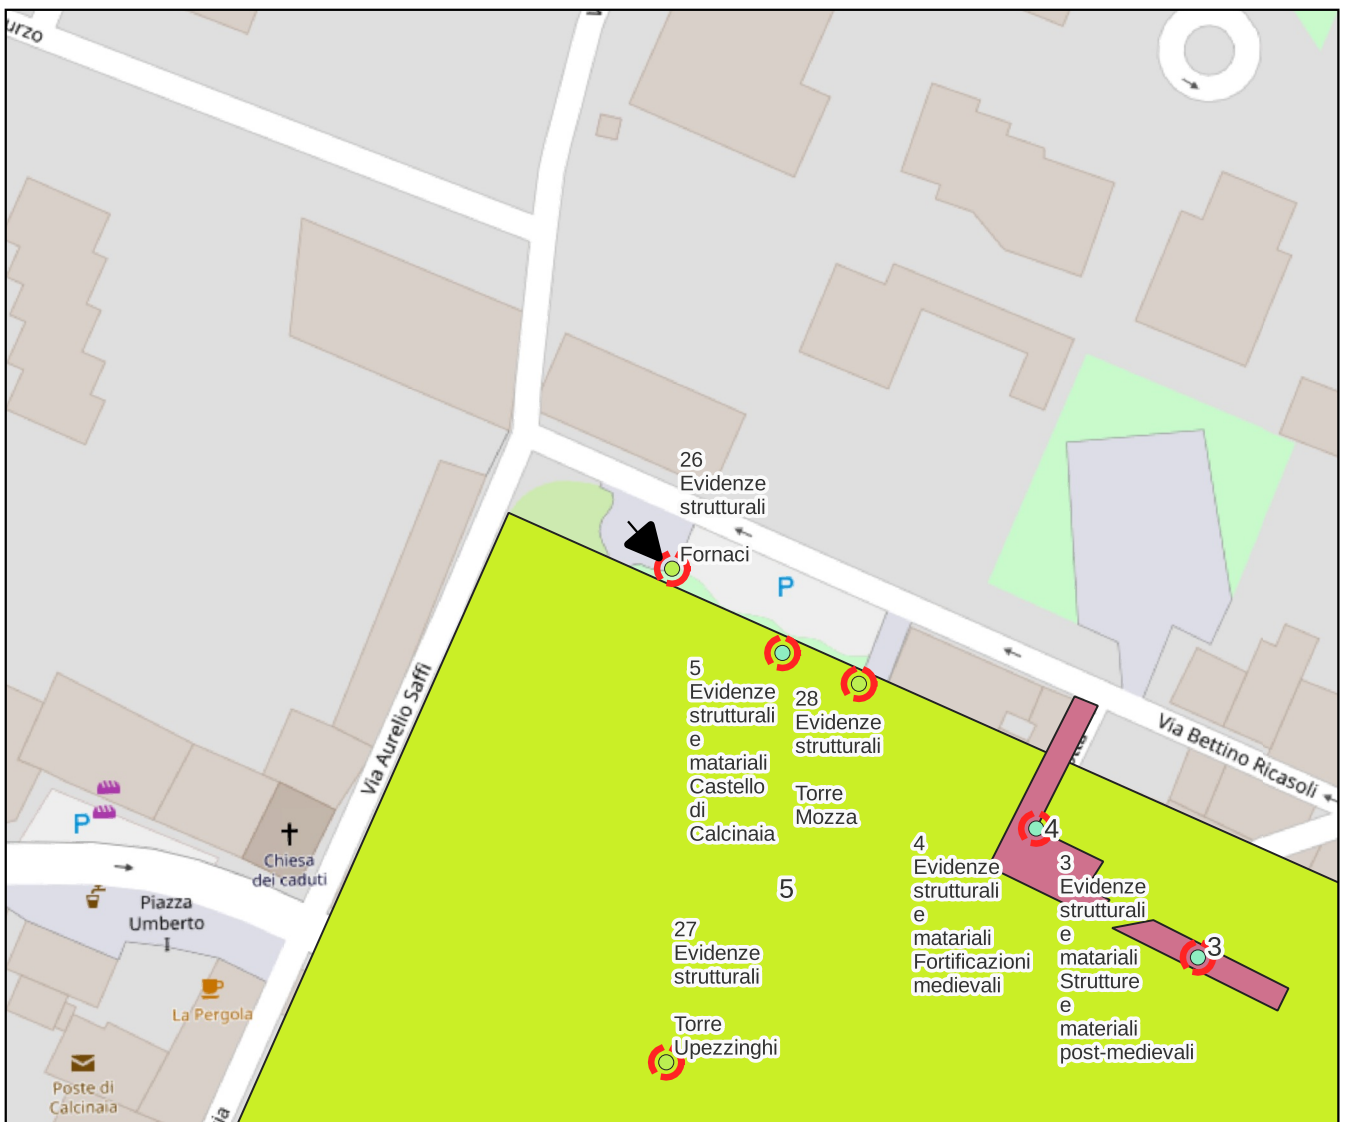 urzo
26
Evidenze
strutturali
Fornaci
P
5
Evidenze
strutturali
e
matariali
Castello
di
Calcinaia
28
Evidenze
strutturali
Torre
Mozza
Via Aurelio Saffi
Via Bettino Ricasoli
P
Chiesa
dei caduti
Piazza
Umberto
I
4
4
Evidenze
strutturali
e
matariali
Fortificazioni
medievali
3
Evidenze
strutturali
e
matariali
Strutture
e
materiali
post-medievali
3
5
27
Evidenze
strutturali
Torre
Upezzinghi
La Pergola
Poste di
Calcinaia
ia